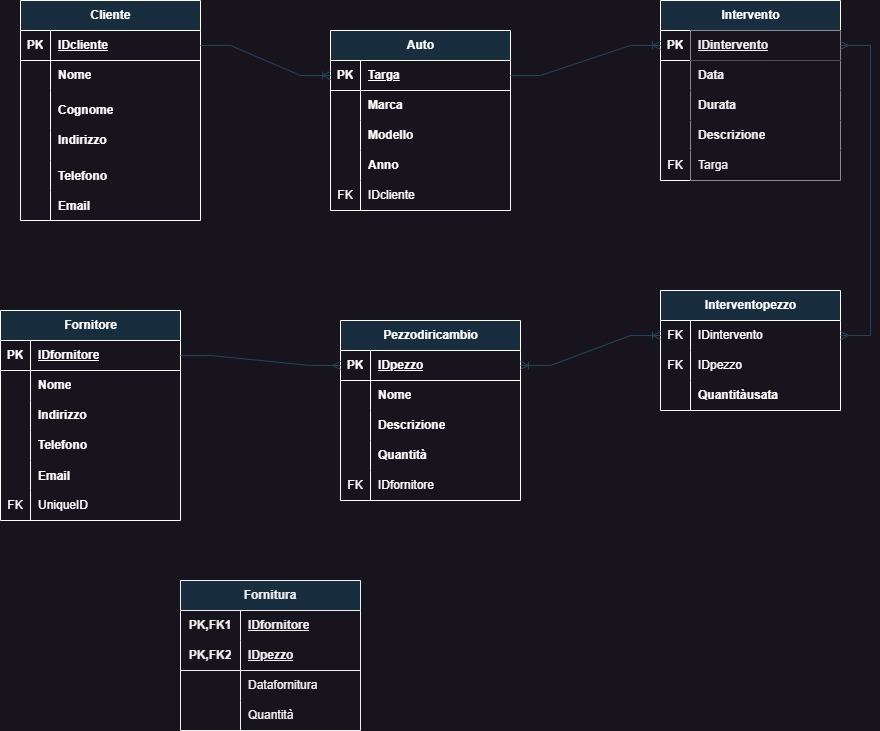 Cliente
PK IDcliente
Nome
Cognome
Indirizzo
Telefono
Email
Auto
PK Targa
Marca
Modello
Anno
FK IDcliente
Intervento
PK IDintervento
Data
Durata
Descrizione
FK Targa
Fornitore
PK IDfornitore
Nome
Indirizzo
Telefono
Email
FK UniqueID
Pezzodiricambio
PK IDpezzo
Nome
Descrizione
Quantità
FK IDfornitore
Interventopezzo
FK IDintervento
FK IDpezzo
Quantitàusata
Fornitura
PK,FK1 IDfornitore
PK,FK2 IDpezzo
Datafornitura
Quantità